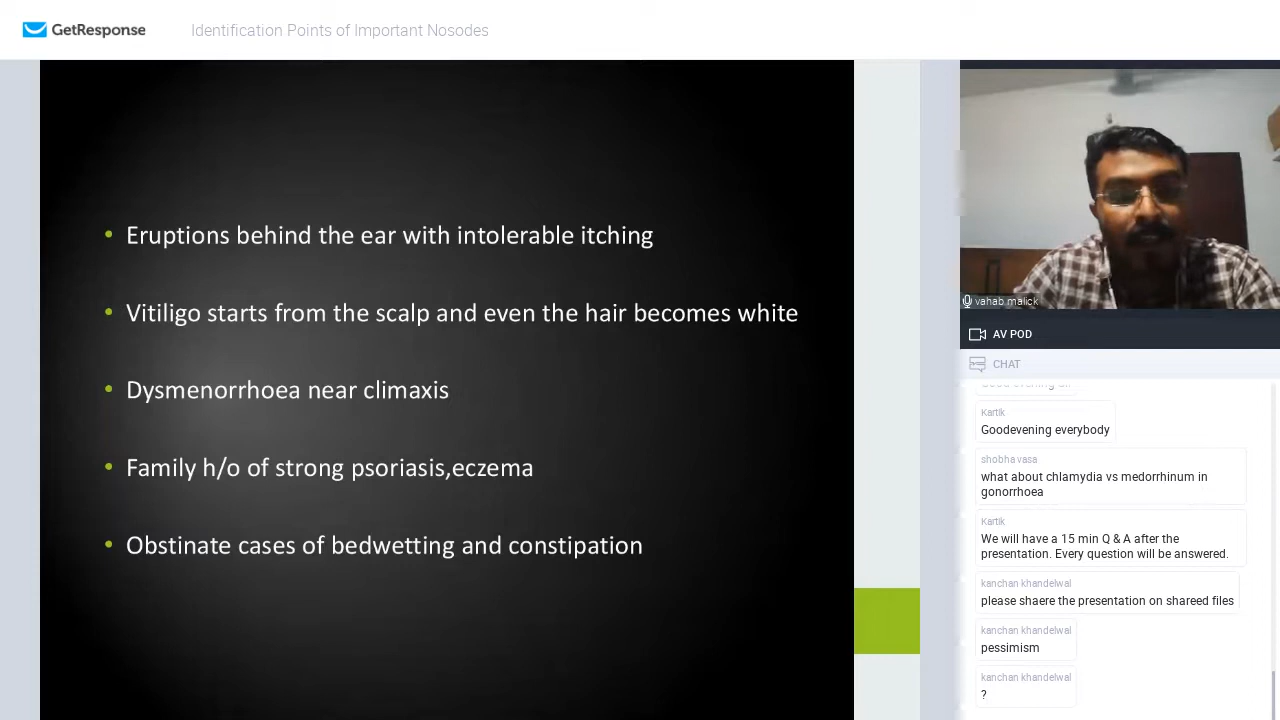 GetResponse
Identification Points of Important Nosodes
• Eruptions behind the ear with intolerable itching
• Vitiligo starts from the scalp and even the hair becomes white
• Dysmenorrhoea near climaxis
• Family h/o of strong psoriasis,eczema
• Obstinate cases of bedwetting and constipation
vahab malick
AV POD
CHAT
Kartik
Goodevening everybody
shobha vasa
what about chlamydia vs medorrhinum in
gonorrhoea
Kartik
We will have a 15 min Q & A after the
presentation. Every question will be answered.
kanchan khandelwal
please shaere the presentation on shareed files
kanchan khandelwal
pessimism
kanchan khandelwal
?